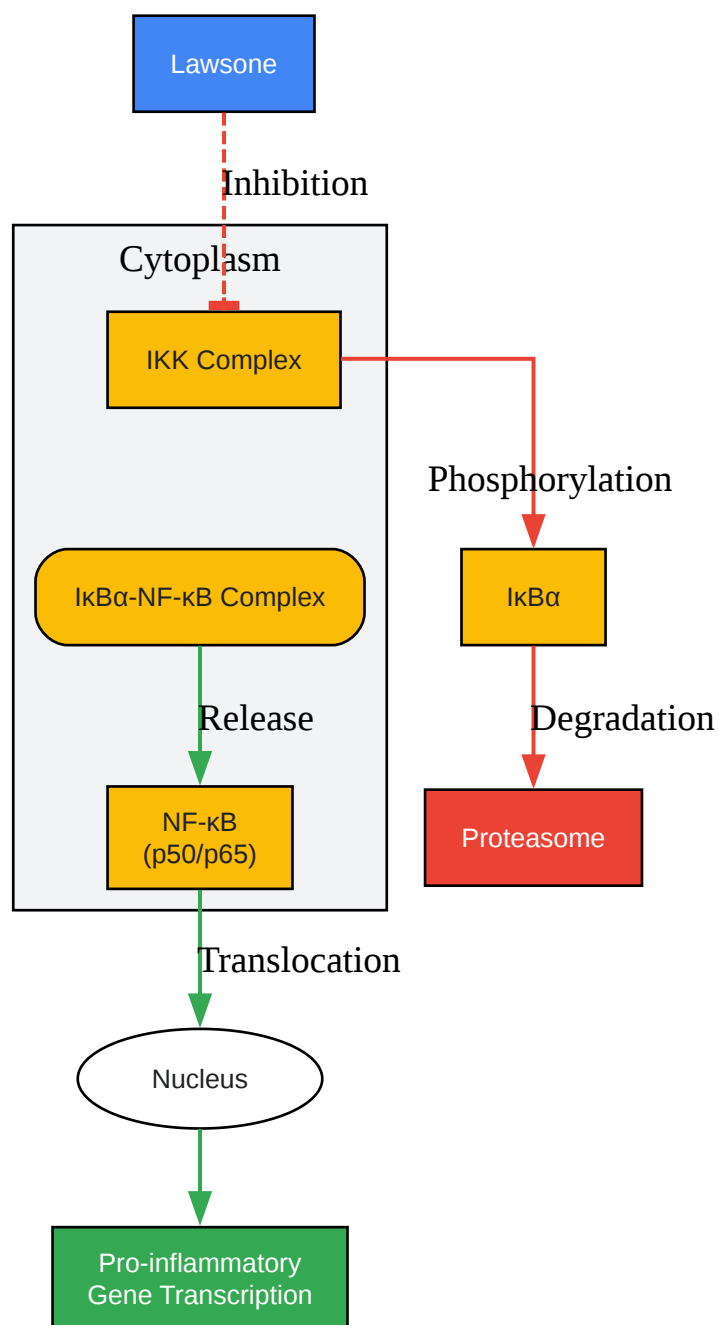 Lawsone
Inhibition
Cytoplasm
IKK Complex
Phosphorylation
IκBα-NF-κB Complex
IκBα
Release
Degradation
NF-κB
(p50/p65)
Proteasome
Translocation
Nucleus
Pro-inflammatory
Gene Transcription